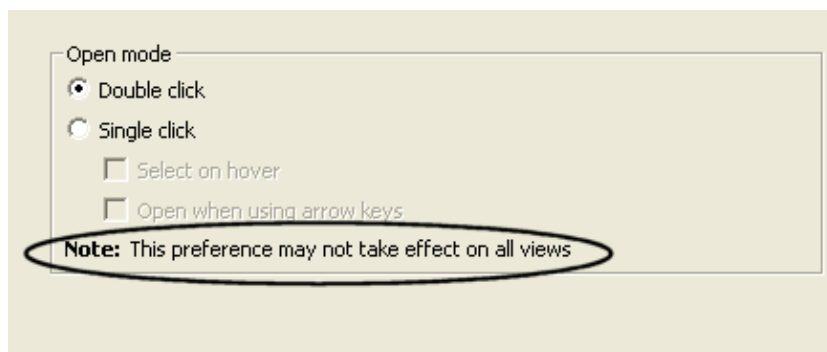 Open mode
Double click
Single click
Select on hover
Open when using arrow keys
Note: This preference may not take effect on all views